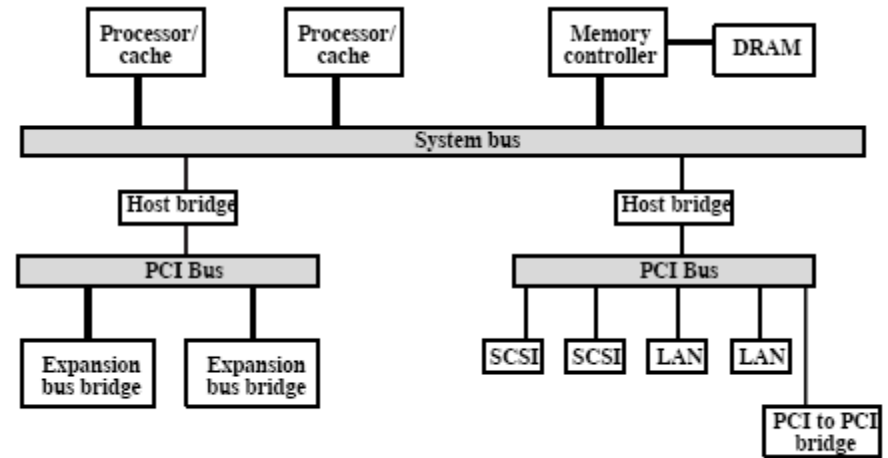 Processor/
cache
Processor/
cache
Memory
controller
DRAM
System bus
Host bridge
Host bridge
PCI Bus
PCI Bus
Expansion
bus bridge
Expansion
bus bridge
SCSI
SCSI
LAN
LAN
PCI to PCI
bridge